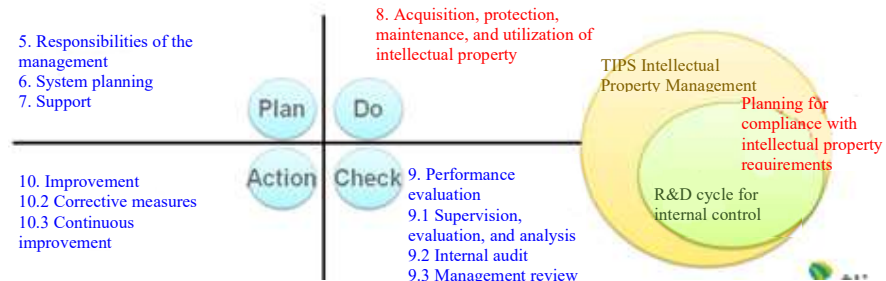 5. Responsibilities of the
management
6. System planning
7. Support
8. Acquisition, protection,
maintenance, and utilization of
intellectual property
Plan
Do
Action
Check
10. Improvement
10.2 Corrective measures
10.3 Continuous
improvement
9. Performance
evaluation
9.1 Supervision,
evaluation, and analysis
9.2 Internal audit
9.3 Management review
TIPS Intellectual
Property Management
Planning for
compliance with
intellectual property
requirements
R&D cycle for
internal control